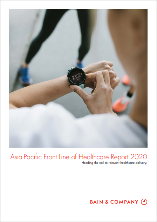 Asia Pacific Front Line of Healthcare Report 2020
BAIN & COMPANY